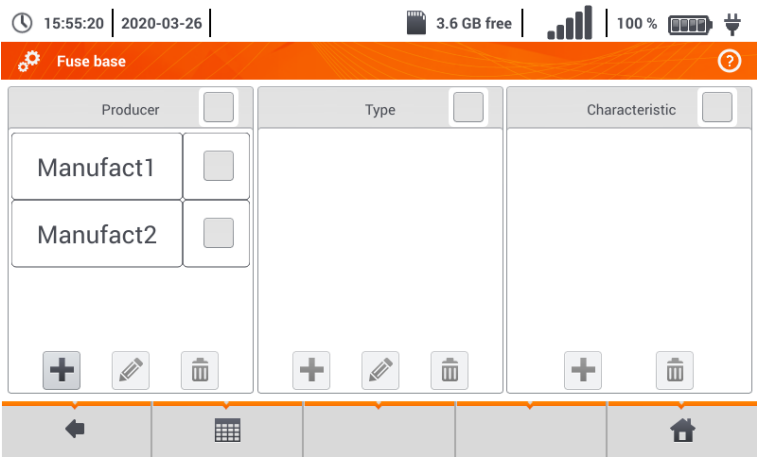 15:55:20 2020-03-26 3.6 GB free 100 %
Fuse base ?
Producer Type Characteristic
Manufact1
Manufact2